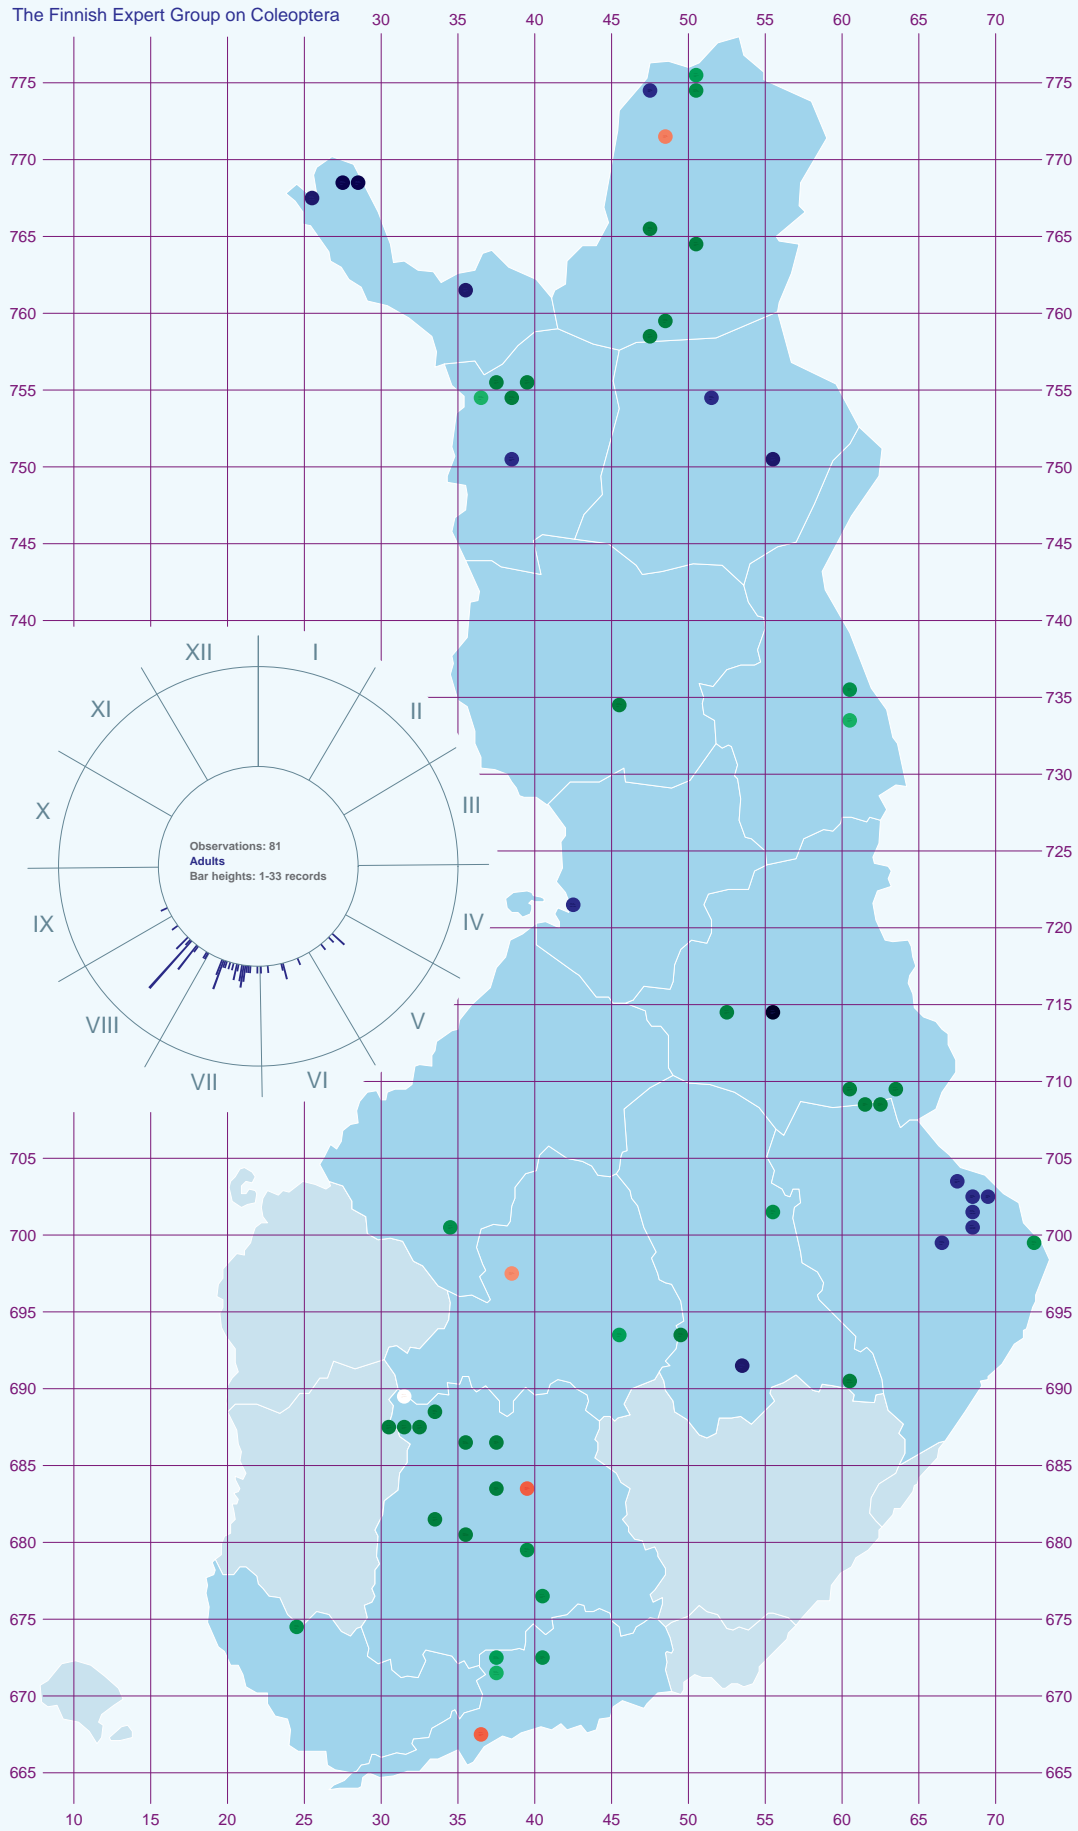 The Finnish Expert Group on Coleoptera
30 35 40 45 50 55 60 65 70
775 775
770 770
765 765
760 760
755 755
750 750
745 745
740 740
735
730
725
720
715
710
705 705
700 700
695 695
690 690
685 685
680 680
675 675
670 670
665 665
XII I
XI II
X III
Observations: 81
Adults
Bar heights: 1-33 records
IX IV
VIII V
VII VI
10 15 20 25 30 35 40 45 50 55 60 65 70